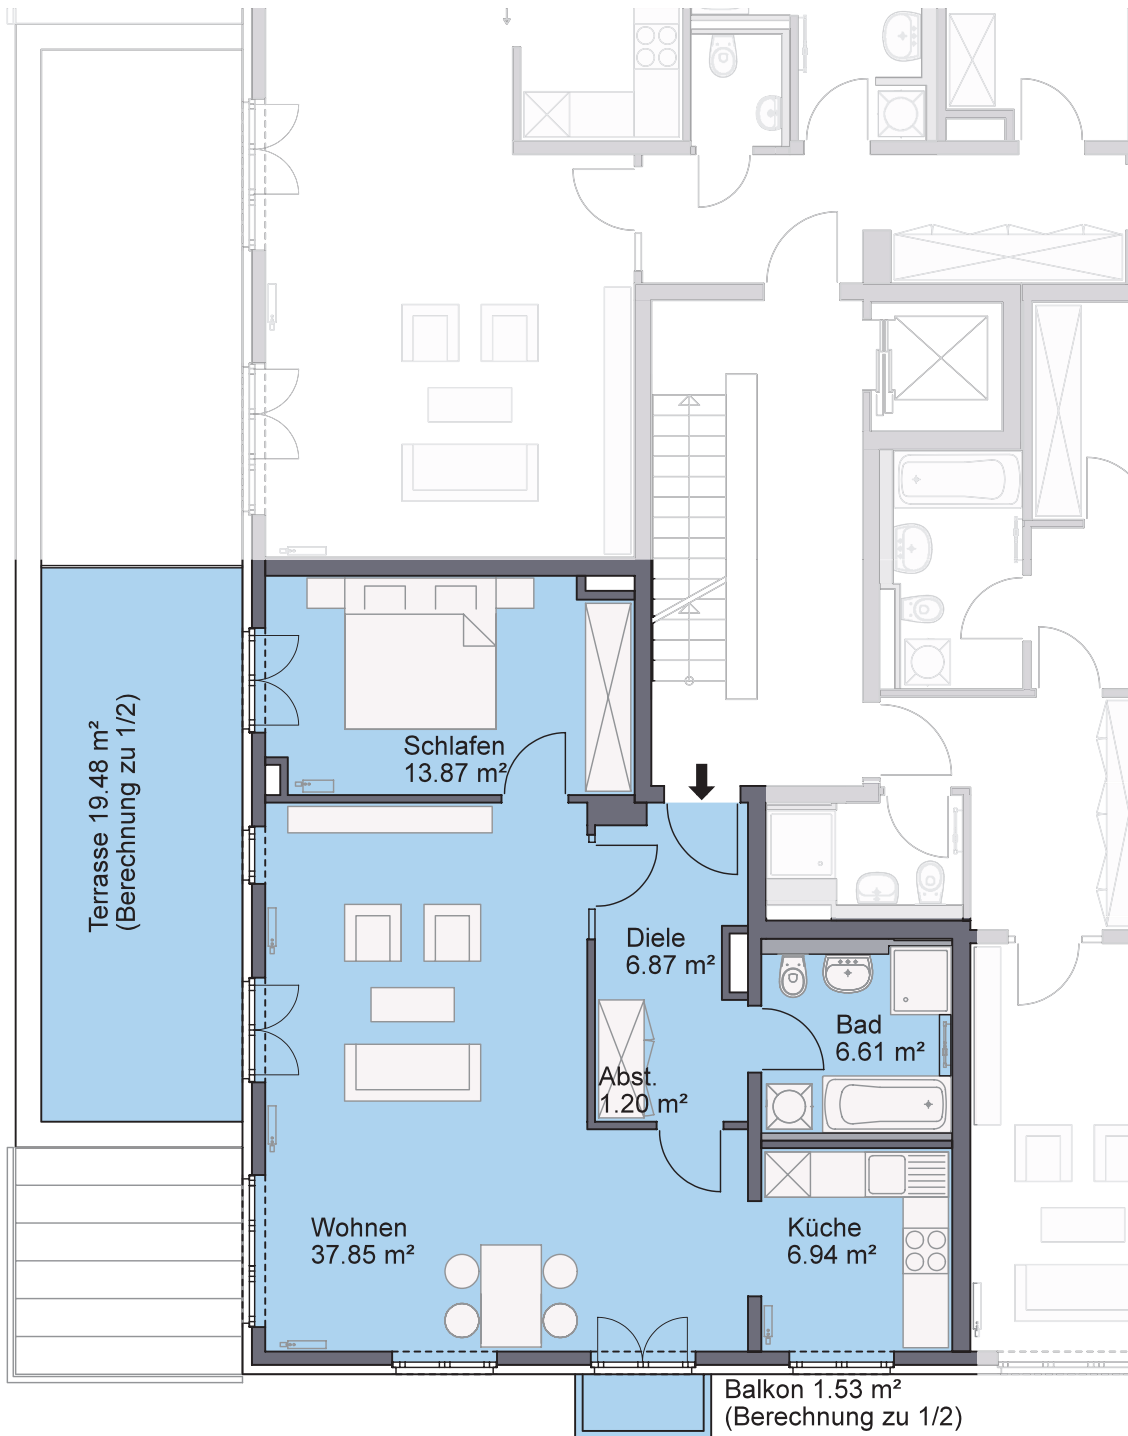 Schlafen
13.87 m²
Terrasse 19.48 m²
(Berechnung zu 1/2)
Diele
6.87 m²
Bad
6.61 m²
Abst.
1.20 m²
Wohnen
37.85 m²
Küche
6.94 m²
Balkon 1.53 m²
(Berechnung zu 1/2)